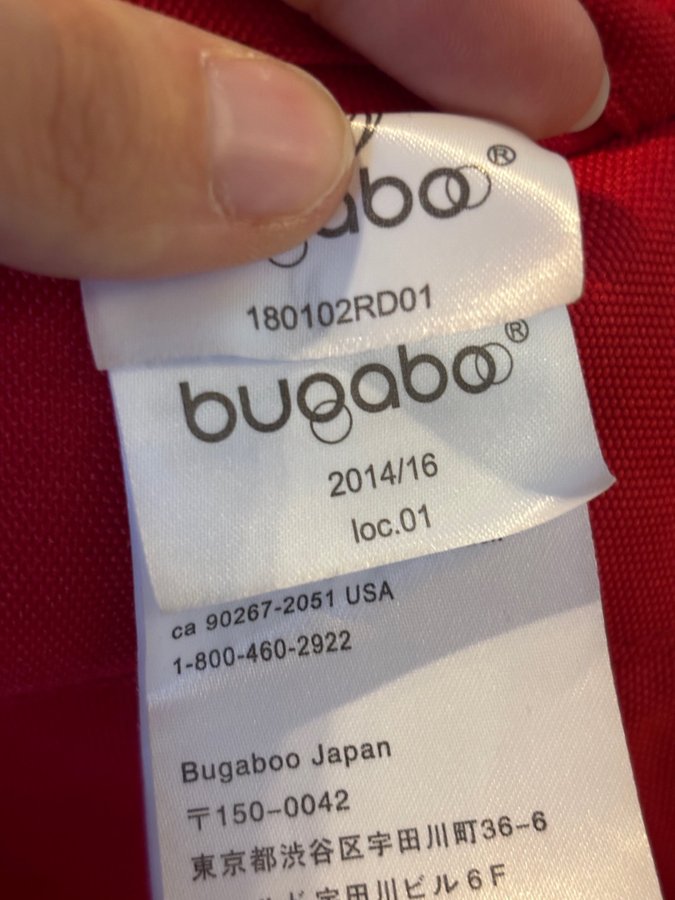 abo®
180102RD01
bugaboo®
2014/16
loc.01
ca 90267-2051 USA
1-800-460-2922
Bugaboo Japan
〒150-0042
東京都渋谷区宇田川町36-6
ド宇田川ビル6F